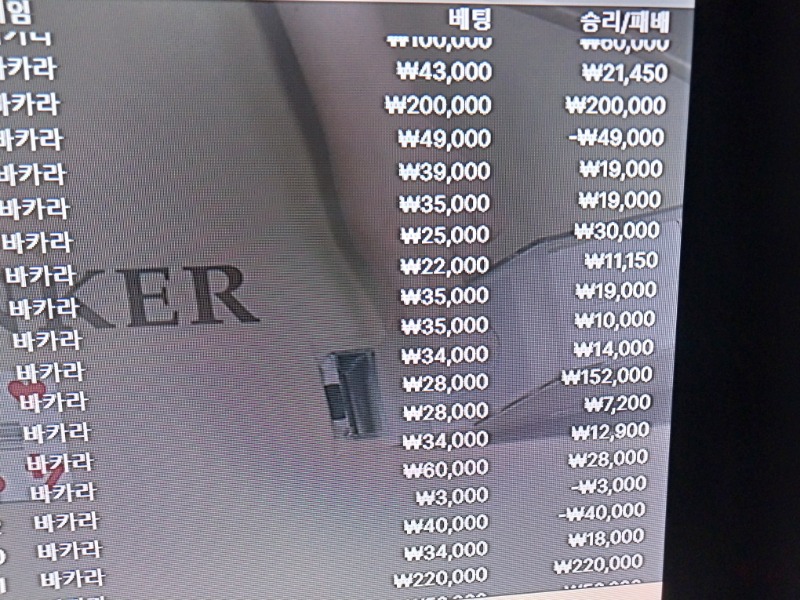 임 베팅 승리/패배
바카라 ₩100,000 ₩60,000
바카라 ₩43,000 ₩21,450
바카라 ₩200,000 ₩200,000
바카라 ₩49,000 -₩49,000
바카라 ₩39,000 ₩19,000
바카라 ₩35,000 ₩19,000
바카라 ₩25,000 ₩30,000
바카라 ₩22,000 ₩11,150
바카라 ₩35,000 ₩19,000
KER
바카라 ₩35,000 ₩10,000
바카라 ₩34,000 ₩14,000
바카라 ₩28,000 ₩152,000
바카라 ₩28,000 ₩7,200
바카라 ₩34,000 ₩12,900
바카라 ₩60,000 ₩28,000
바카라 ₩3,000 -₩3,000
바카라 ₩40,000 -₩40,000
바카라 ₩34,000 ₩18,000
₩220,000 ₩220,000